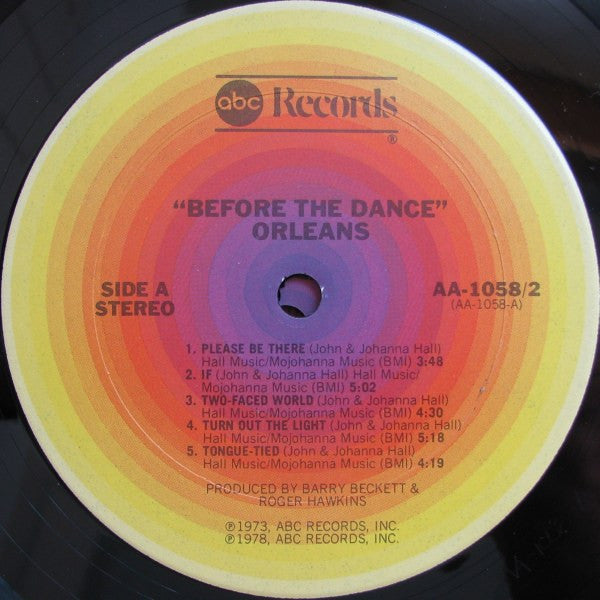 abc Records
®
"BEFORE THE DANCE"
ORLEANS
SIDE A
STEREO
AA-1058/2
(AA-1058-A)
1. PLEASE BE THERE (John & Johanna Hall)
Hall Music/Mojohanna Music (BMI) 3:48
2. IF (John & Johanna Hall) Hall Music/
Mojohanna Music (BMI) 5:02
3. TWO-FACED WORLD (John & Johanna Hall)
Hall Music/Mojohanna Music (BMI) 4:30
4. TURN OUT THE LIGHT (John & Johanna Hall)
Hall Music/Mojohanna Music (BMI) 5:18
5. TONGUE-TIED (John & Johanna Hall)
Hall Music/Mojohanna Music (BMI) 4:19
PRODUCED BY BARRY BECKETT &
ROGER HAWKINS
℗1973, ABC RECORDS, INC.
℗1978, ABC RECORDS, INC.